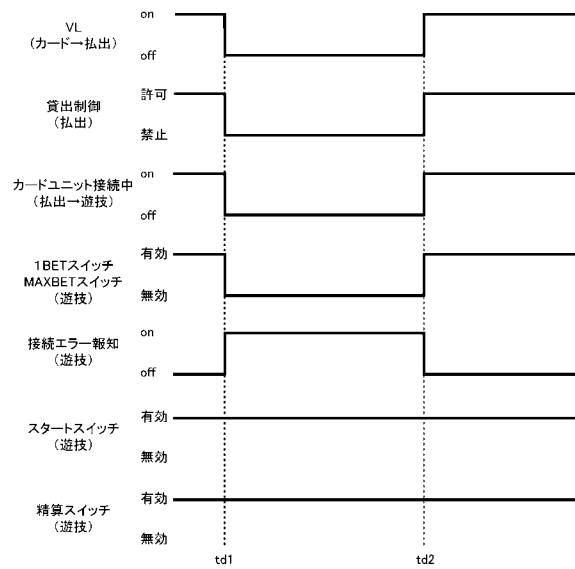 VL
(カード→払出)
on
off
貸出制御
(払出)
許可
禁止
カードユニット接続中
(払出→遊技)
on
off
1BETスイッチ
MAXBETスイッチ
(遊技)
有効
無効
接続エラー報知
(遊技)
on
off
スタートスイッチ
(遊技)
有効
無効
精算スイッチ
(遊技)
有効
無効
td1
td2